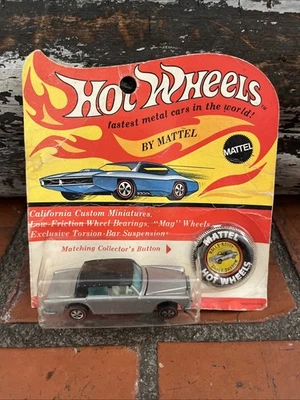 HOT WHEELS
fastest metal cars in the world!
BY MATTEL
MATTEL
California Custom Miniatures.
Low-Friction Wheel Bearings. "Mag" Wheels
Exclusive Torsion-Bar Suspension
Matching Collector's Button
MATTEL
HOT WHEELS